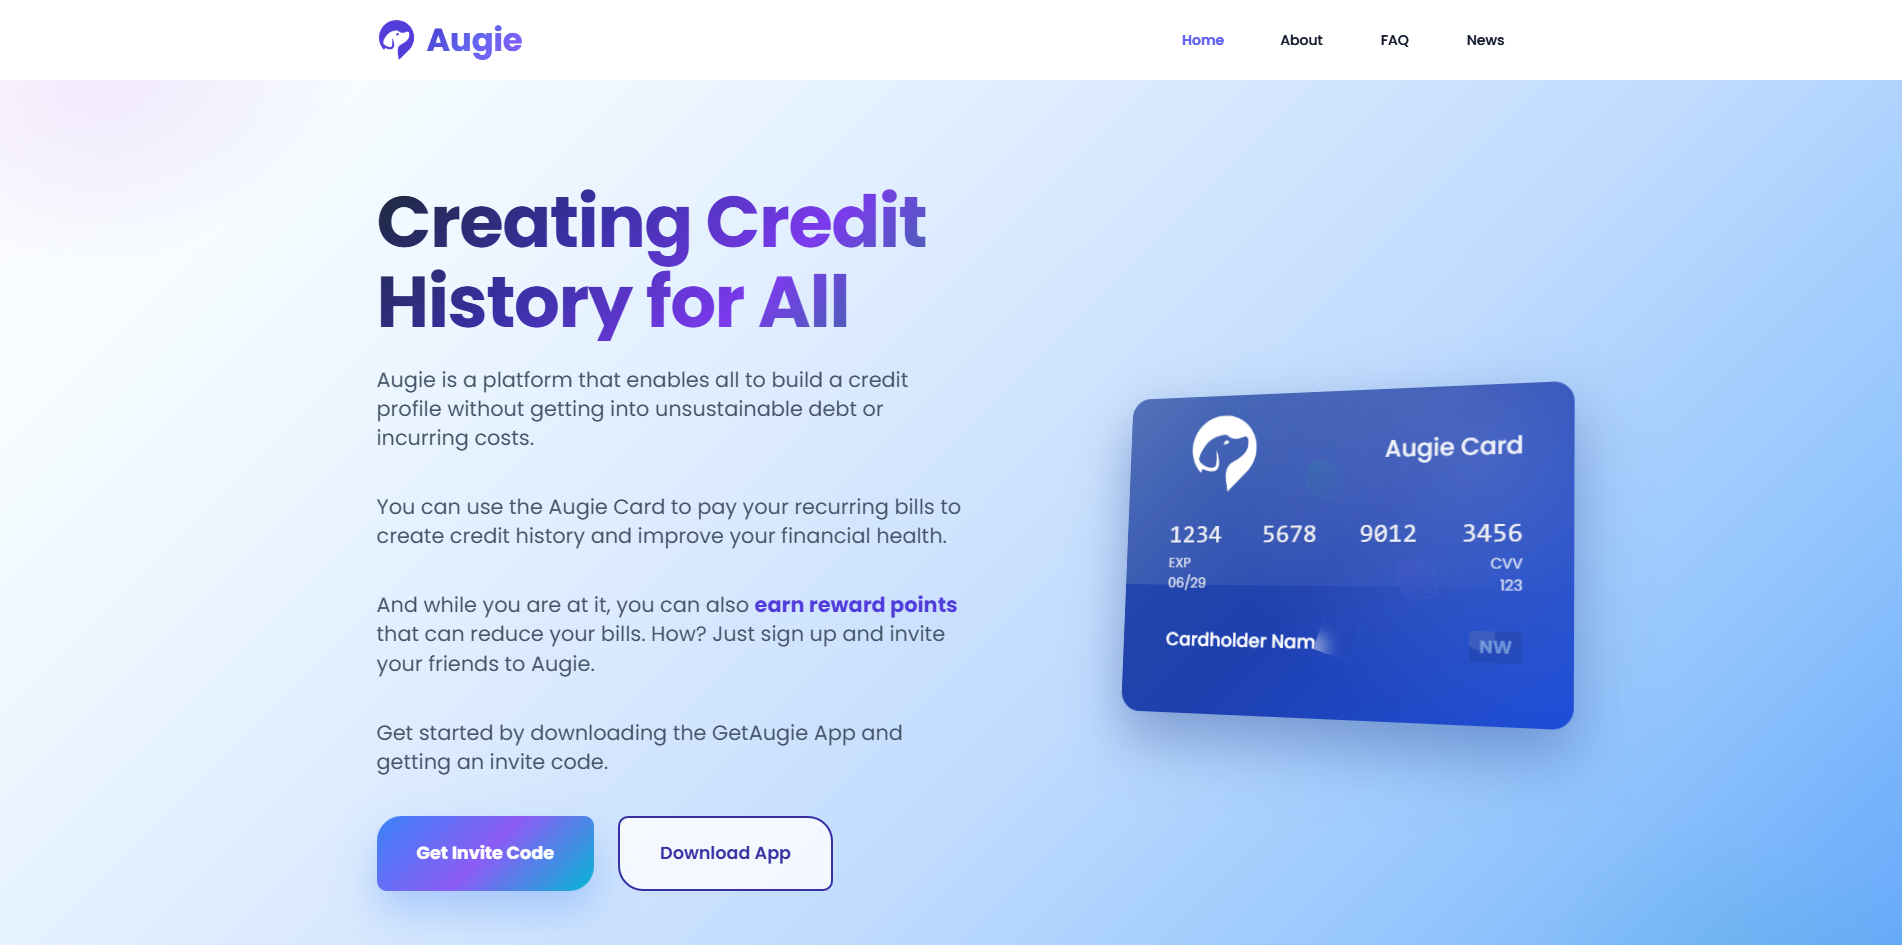 Augie
Home About FAQ News
Creating Credit
History for All
Augie is a platform that enables all to build a credit
profile without getting into unsustainable debt or
incurring costs.
You can use the Augie Card to pay your recurring bills to
create credit history and improve your financial health.
And while you are at it, you can also earn reward points
that can reduce your bills. How? Just sign up and invite
your friends to Augie.
Get started by downloading the GetAugie App and
getting an invite code.
Get Invite Code
Download App
Augie Card
1234 5678 9012 3456
EXP CVV
06/29 123
Cardholder Nam
NW